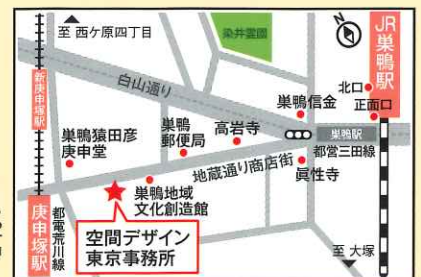 至 西ケ原四丁目
染井霊園
JR
巣鴨駅
白山通り
北口
正面口
新庚申塚駅
巣鴨信金
巣鴨猿田彦
庚申堂
巣鴨
郵便局
高岩寺
巣鴨駅
都営三田線
地蔵通り商店街
眞性寺
巣鴨地域
文化創造館
庚申塚駅
都電荒川線
空間デザイン
東京事務所
至 大塚